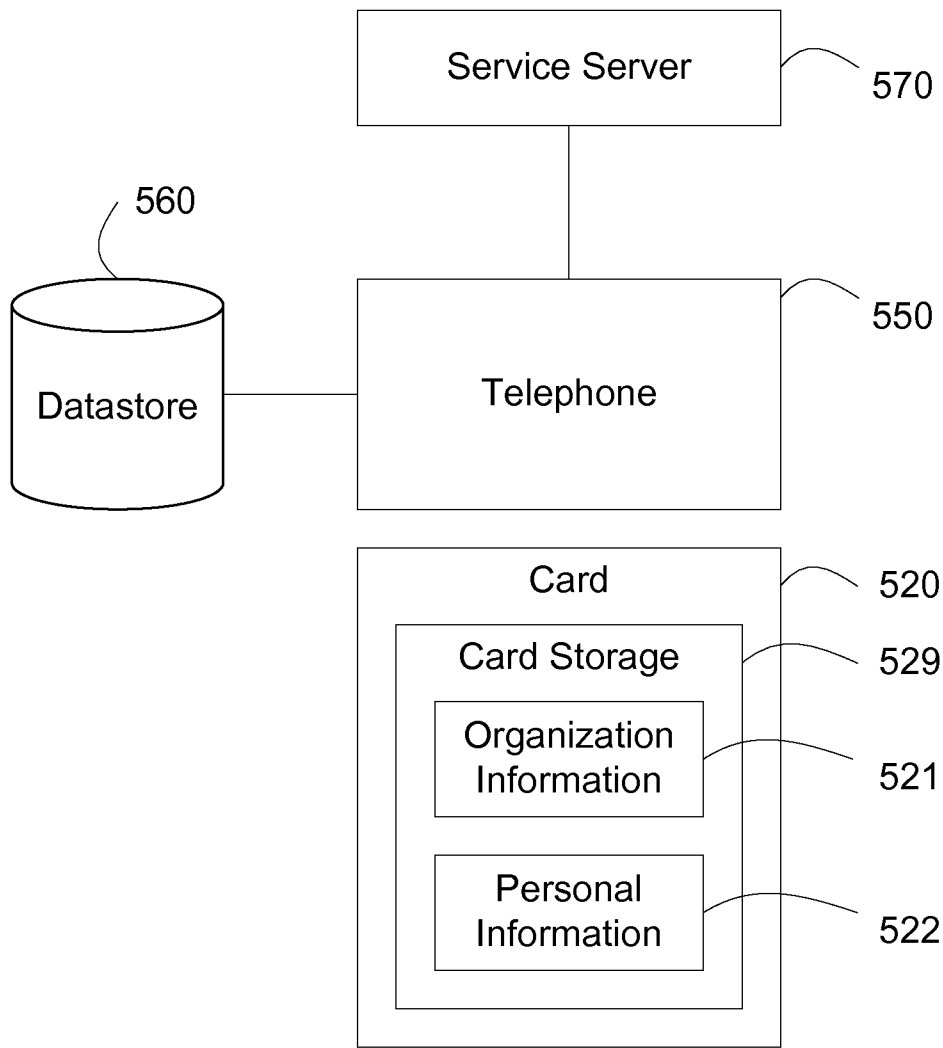 Service Server
570
560
550
Datastore
Telephone
Card
520
Card Storage
529
Organization
Information
521
Personal
Information
522